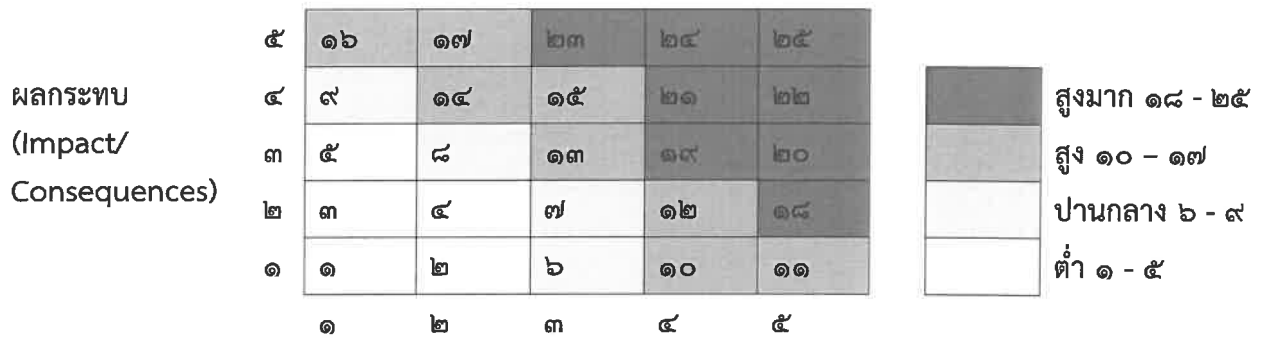 ๕ ๑๖ ๑๗ ๒๓ ๒๔ ๒๕
ผลกระทบ ๔ ๙ ๑๔ ๑๕ ๒๑ ๒๒ สูงมาก ๑๘ - ๒๕
(Impact/ ๓ ๕ ๘ ๑๓ ๑๙ ๒๐ สูง ๑๐ – ๑๗
Consequences) ๒ ๓ ๔ ๗ ๑๒ ๑๘ ปานกลาง ๖ - ๙
๑ ๑ ๒ ๖ ๑๐ ๑๑ ต่ำ ๑ - ๕
๑ ๒ ๓ ๔ ๕